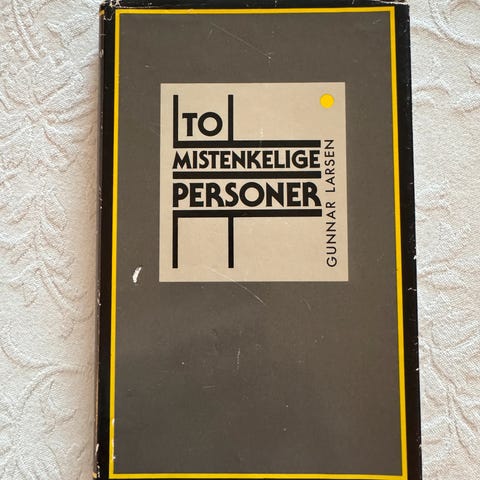 TO
MISTENKELIGE
PERSONER
GUNNAR LARSEN